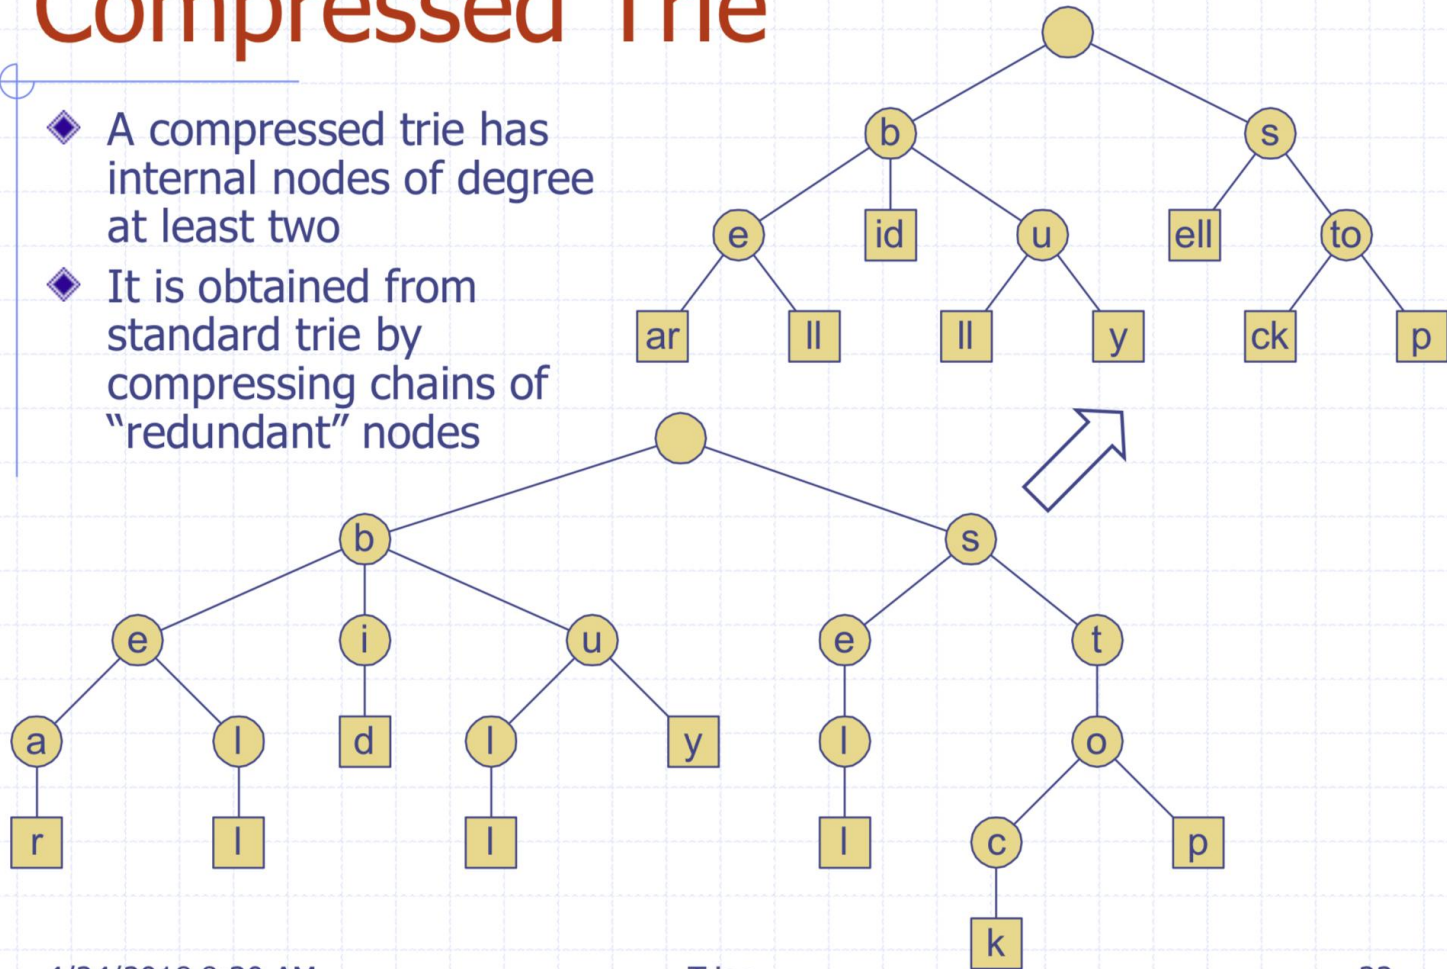 Compressed Trie
A compressed trie has
internal nodes of degree
at least two
It is obtained from
standard trie by
compressing chains of
“redundant” nodes
b s
e id u ell to
ar ll ll y ck p
b s
e i u e t
a l d l y l o
r l l l c p
k